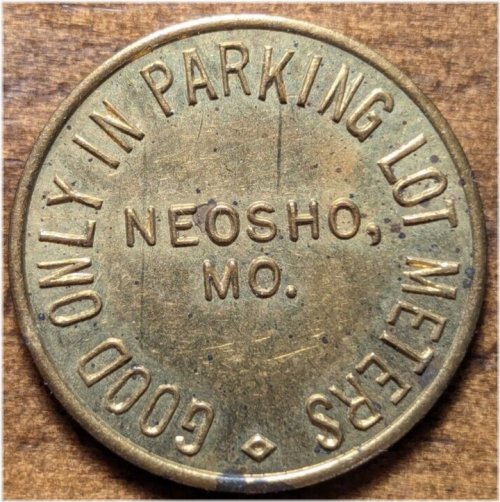 GOOD ONLY IN PARKING LOT METERS
NEOSHO,
MO.